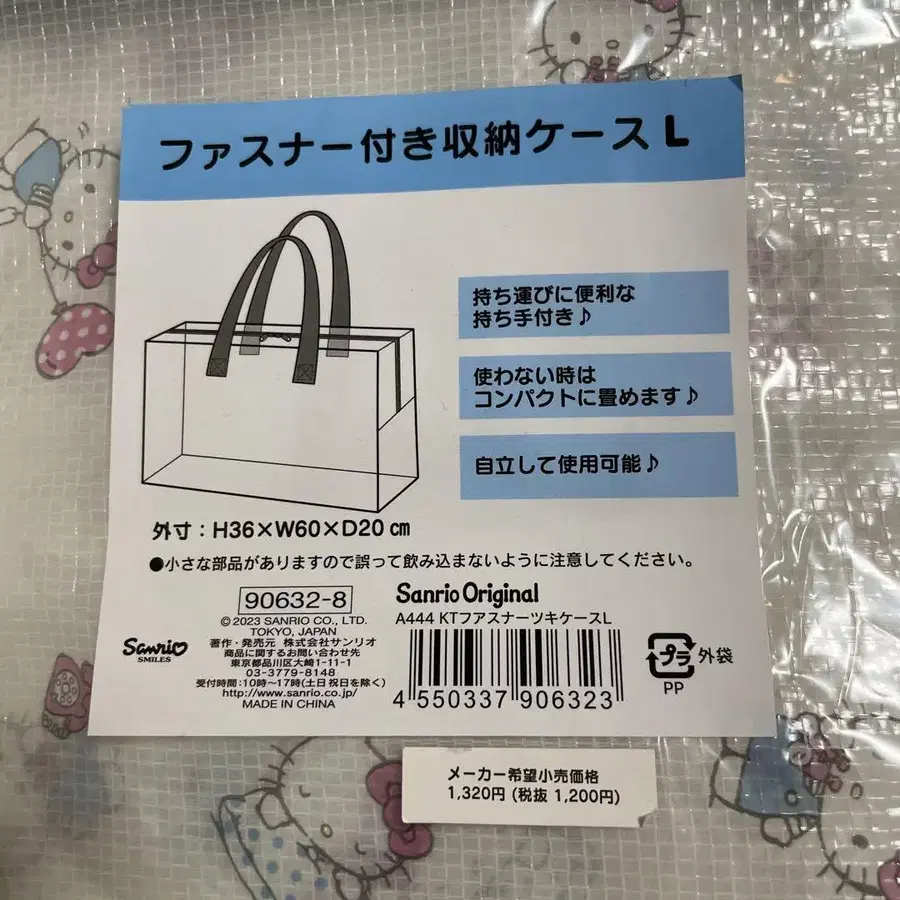 ファスナー付き収納ケース L
持ち運びに便利な
持ち手付き♪
使わない時は
コンパクトに畳めます♪
自立して使用可能♪
外寸：H36×W60×D20 cm
●小さな部品がありますので誤って飲み込まないように注意してください。
90632-8
© 2023 SANRIO CO., LTD.
TOKYO, JAPAN
著作・発売元 株式会社サンリオ
商品に関するお問い合わせ先
東京都品川区大崎1-11-1
03-3779-8148
受付時間：10時～17時(土日祝日を除く)
http://www.sanrio.co.jp/
MADE IN CHINA
Sanrio
SMILES
Sanrio Original
A444 KTフアスナーツキケースL
4 550337 906323
プラ 外袋
PP
メーカー希望小売価格
1,320円 (税抜 1,200円)